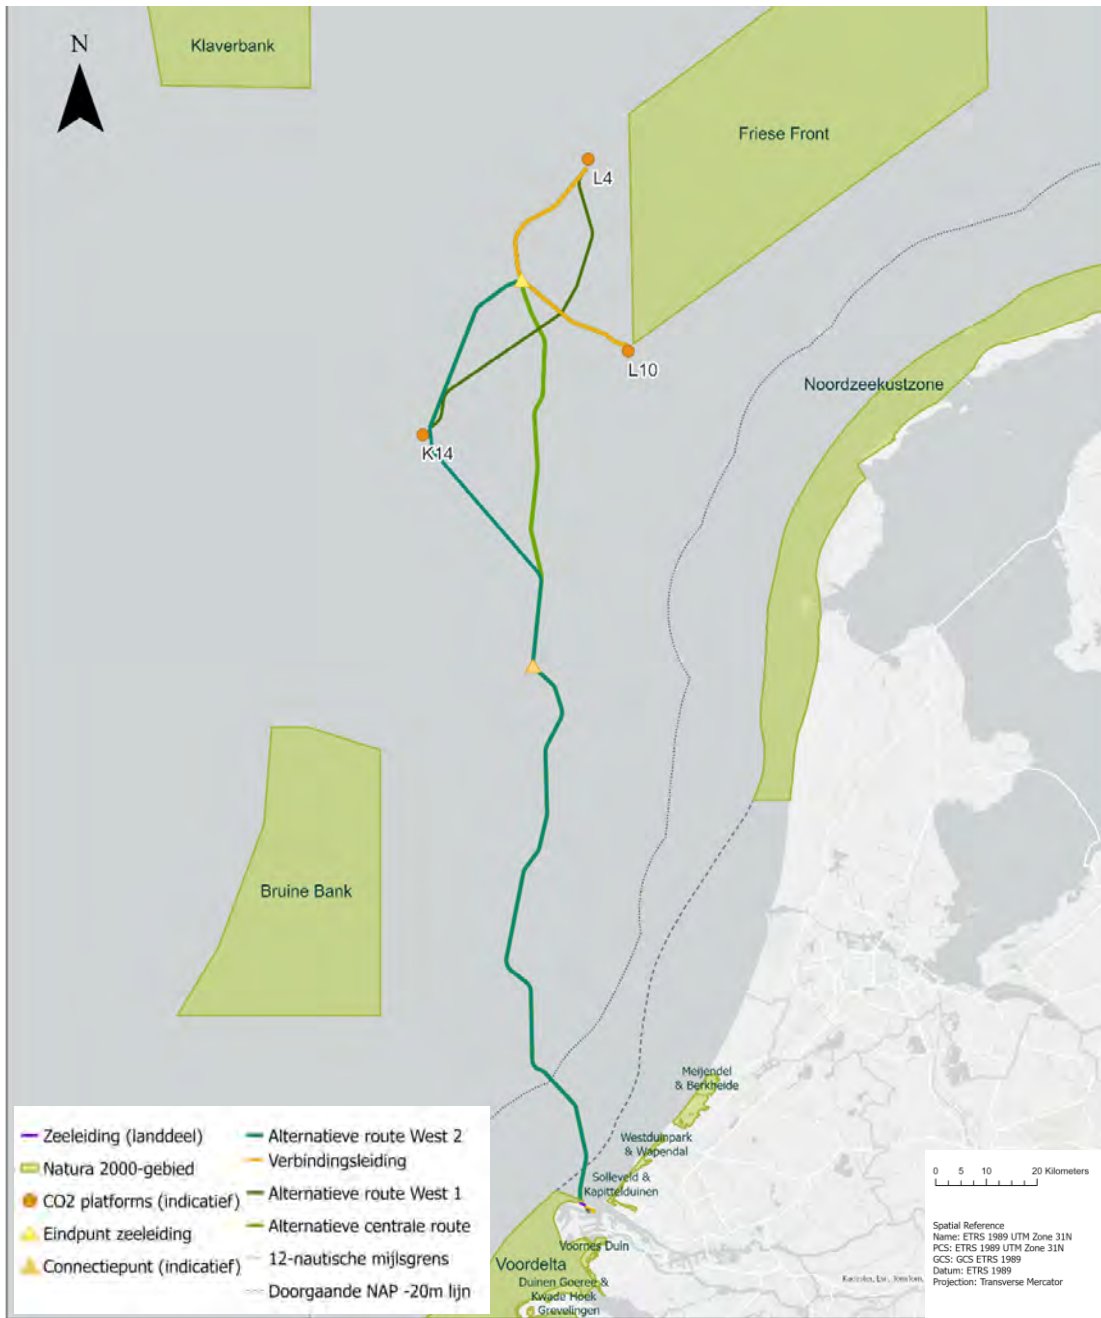 Klaverbank
N
Friese Front
L4
L10
Noordzeekustzone
K14
Bruine Bank
Meijendel
& Berkheide
Westduinpark
& Wapendal
Solleveld &
Kapittelduinen
Voornes Duin
Voordelta
Duinen Goeree &
Kwade Hoek
Grevelingen
Zeeleiding (landdeel)
Natura 2000-gebied
CO2 platforms (indicatief)
Eindpunt zeeleiding
Connectiepunt (indicatief)
Alternatieve route West 2
Verbindingsleiding
Alternatieve route West 1
Alternatieve centrale route
12-nautische mijlsgrens
Doorgaande NAP -20m lijn
0 5 10 20 Kilometers
Spatial Reference
Name: ETRS 1989 UTM Zone 31N
PCS: ETRS 1989 UTM Zone 31N
GCS: GCS ETRS 1989
Datum: ETRS 1989
Projection: Transverse Mercator